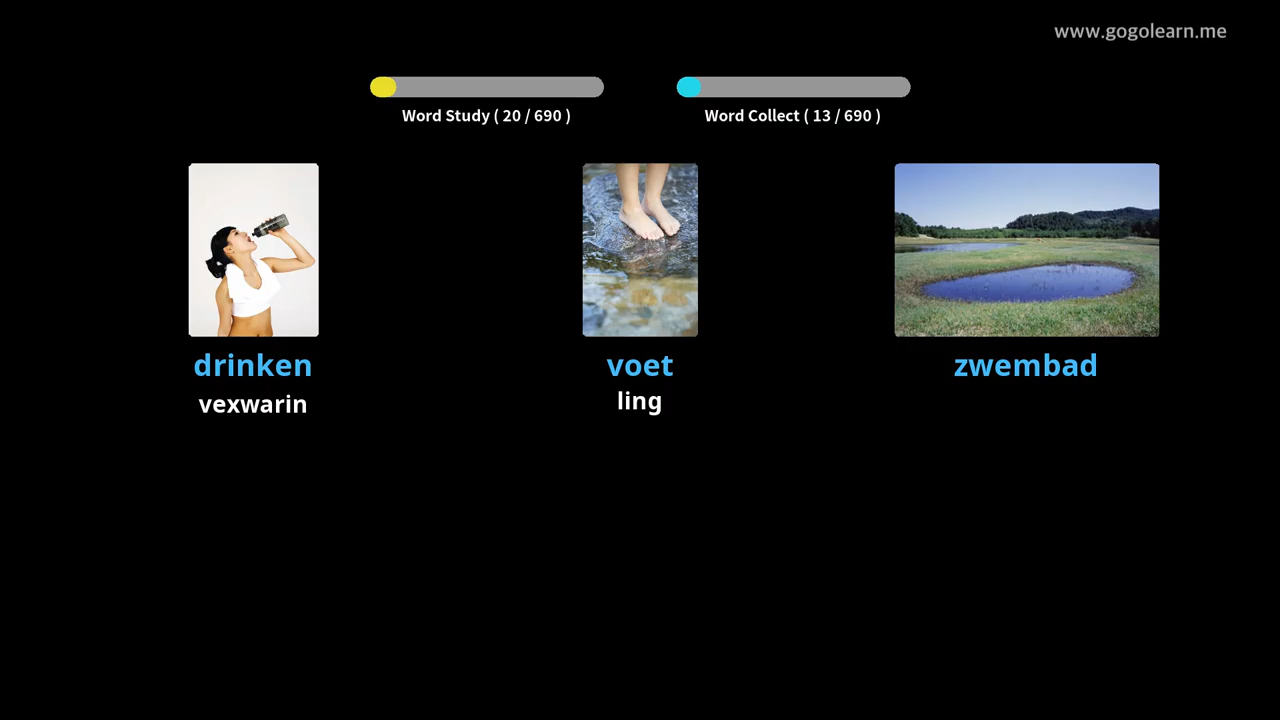 www.gogolearn.me
Word Study ( 20 / 690 )
Word Collect ( 13 / 690 )
drinken
voet
zwembad
vexwarin
ling